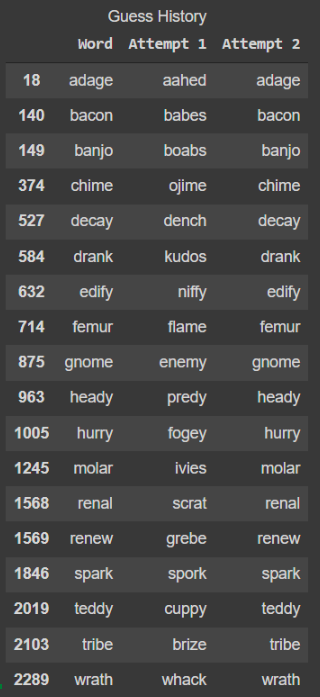 Guess History
Word Attempt 1 Attempt 2
18 adage aahed adage
140 bacon babes bacon
149 banjo boabs banjo
374 chime ojime chime
527 decay dench decay
584 drank kudos drank
632 edify niffy edify
714 femur flame femur
875 gnome enemy gnome
963 heady predy heady
1005 hurry fogey hurry
1245 molar ivies molar
1568 renal scrat renal
1569 renew grebe renew
1846 spark spork spark
2019 teddy cuppy teddy
2103 tribe brize tribe
2289 wrath whack wrath